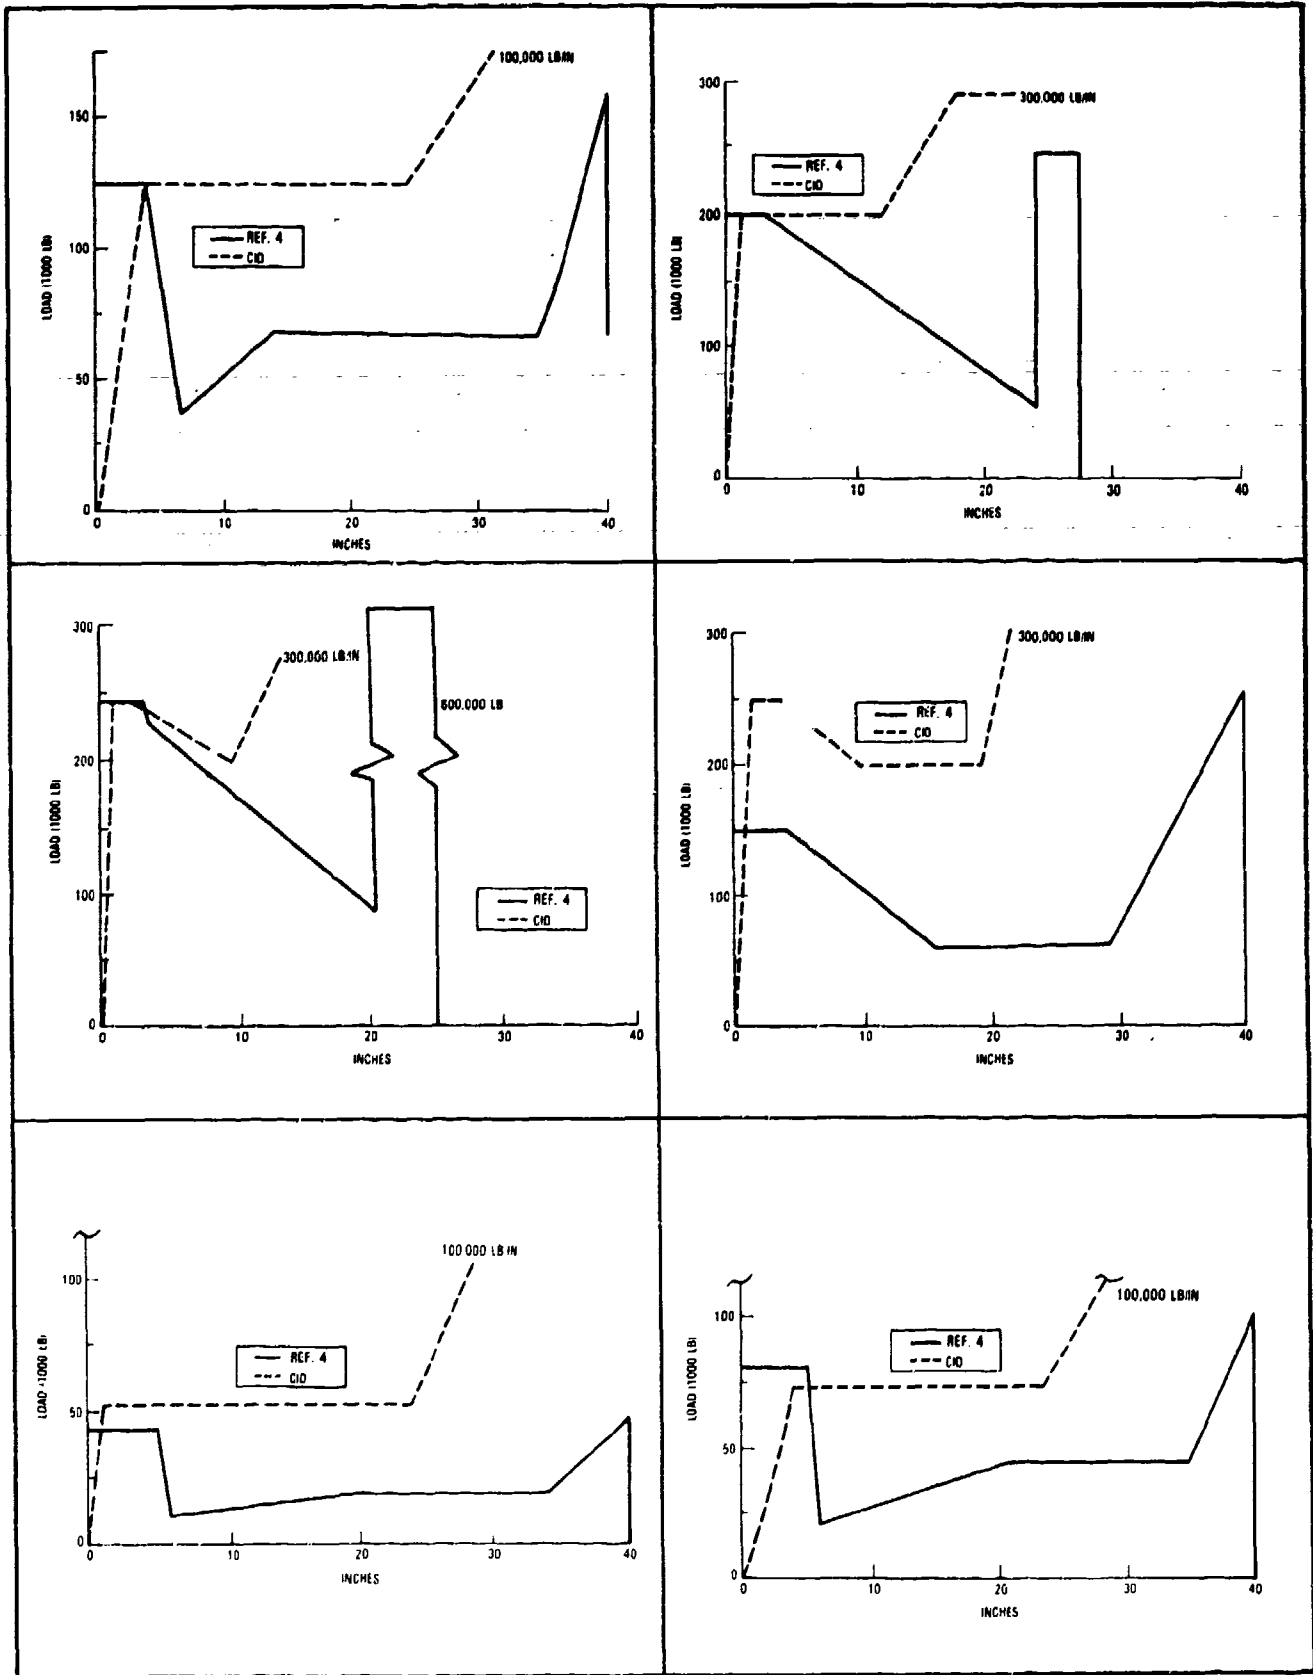 100,000 LB/IN
150
REF. 4
CID
100
LOAD (1000 LB)
50
0
0 10 20 30 40
INCHES
300
300,000 LB/IN
REF. 4
CID
200
LOAD (1000 LB)
100
0
0 10 20 30 40
INCHES
300
300,000 LB/IN
600,000 LB
200
LOAD (1000 LB)
100
REF. 4
CID
0
0 10 20 30 40
INCHES
300
300,000 LB/IN
REF. 4
CID
200
LOAD (1000 LB)
100
0
0 10 20 30 40
INCHES
100 000 LB/IN
100
REF. 4
CID
LOAD (1000 LB)
50
0
0 10 20 30 40
INCHES
100,000 LB/IN
100
REF. 4
CID
LOAD (1000 LB)
50
0
0 10 20 30 40
INCHES